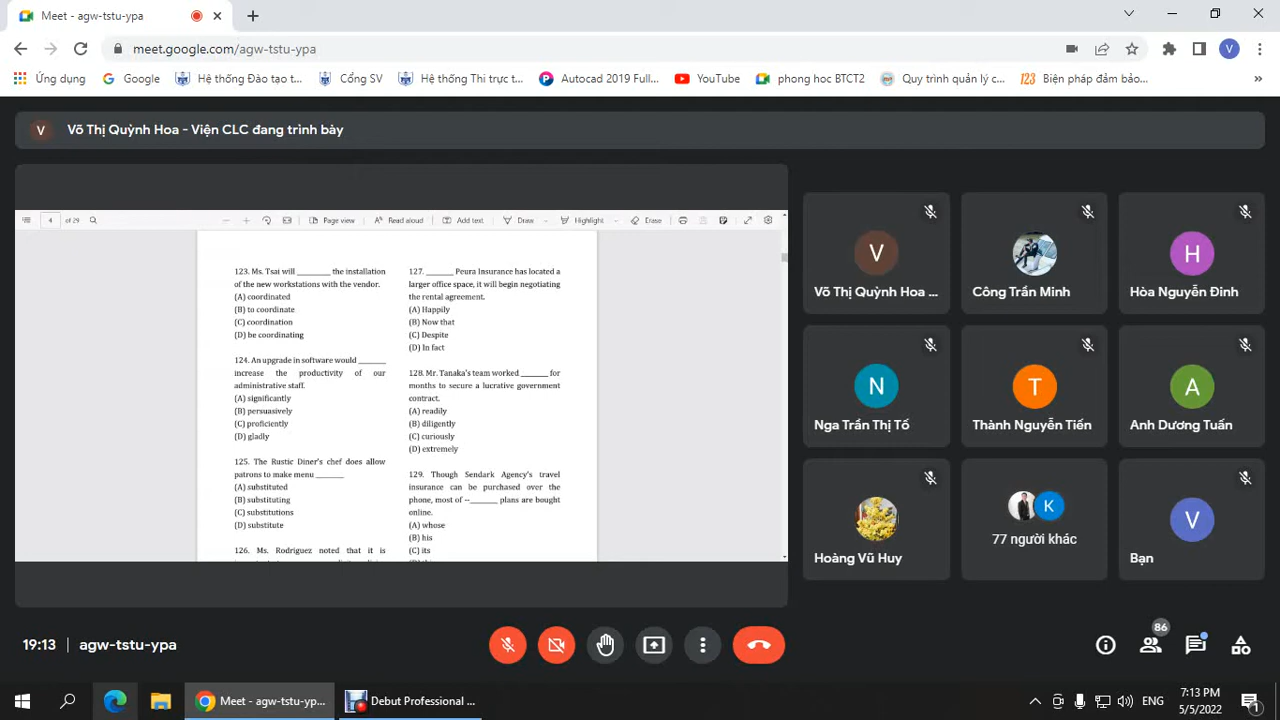 Meet - agw-tstu-ypa
meet.google.com/agw-tstu-ypa
V
Ứng dụng
Google
Hệ thống Đào tạo t...
Cổng SV
Hệ thống Thi trực t...
Autocad 2019 Full...
YouTube
phong hoc BTCT2
Quy trình quản lý c...
123 Biện pháp đảm bảo...
»
V Võ Thị Quỳnh Hoa - Viện CLC đang trình bày
4 of 29
Page view
Read aloud
Add text
Draw
Highlight
Erase
123. Ms. Tsai will ________ the installation
of the new workstations with the vendor.
(A) coordinated
(B) to coordinate
(C) coordination
(D) be coordinating
124. An upgrade in software would _______
increase the productivity of our
administrative staff.
(A) significantly
(B) persuasively
(C) proficiently
(D) gladly
125. The Rustic Diner's chef does allow
patrons to make menu _______
(A) substituted
(B) substituting
(C) substitutions
(D) substitute
126. Ms. Rodriguez noted that it is
127. _______ Peura Insurance has located a
larger office space, it will begin negotiating
the rental agreement.
(A) Happily
(B) Now that
(C) Despite
(D) In fact
128. Mr. Tanaka's team worked _______ for
months to secure a lucrative government
contract.
(A) readily
(B) diligently
(C) curiously
(D) extremely
129. Though Sendark Agency's travel
insurance can be purchased over the
phone, most of --_______ plans are bought
online.
(A) whose
(B) his
(C) its
V
Võ Thị Quỳnh Hoa ...
Công Trần Minh
H
Hòa Nguyễn Đình
N
Nga Trần Thị Tố
T
Thành Nguyễn Tiến
A
Anh Dương Tuấn
Hoàng Vũ Huy
K
77 người khác
V
Bạn
19:13 | agw-tstu-ypa
86
Meet - agw-tstu-yp...
Debut Professional ...
ENG
7:13 PM
5/5/2022
1